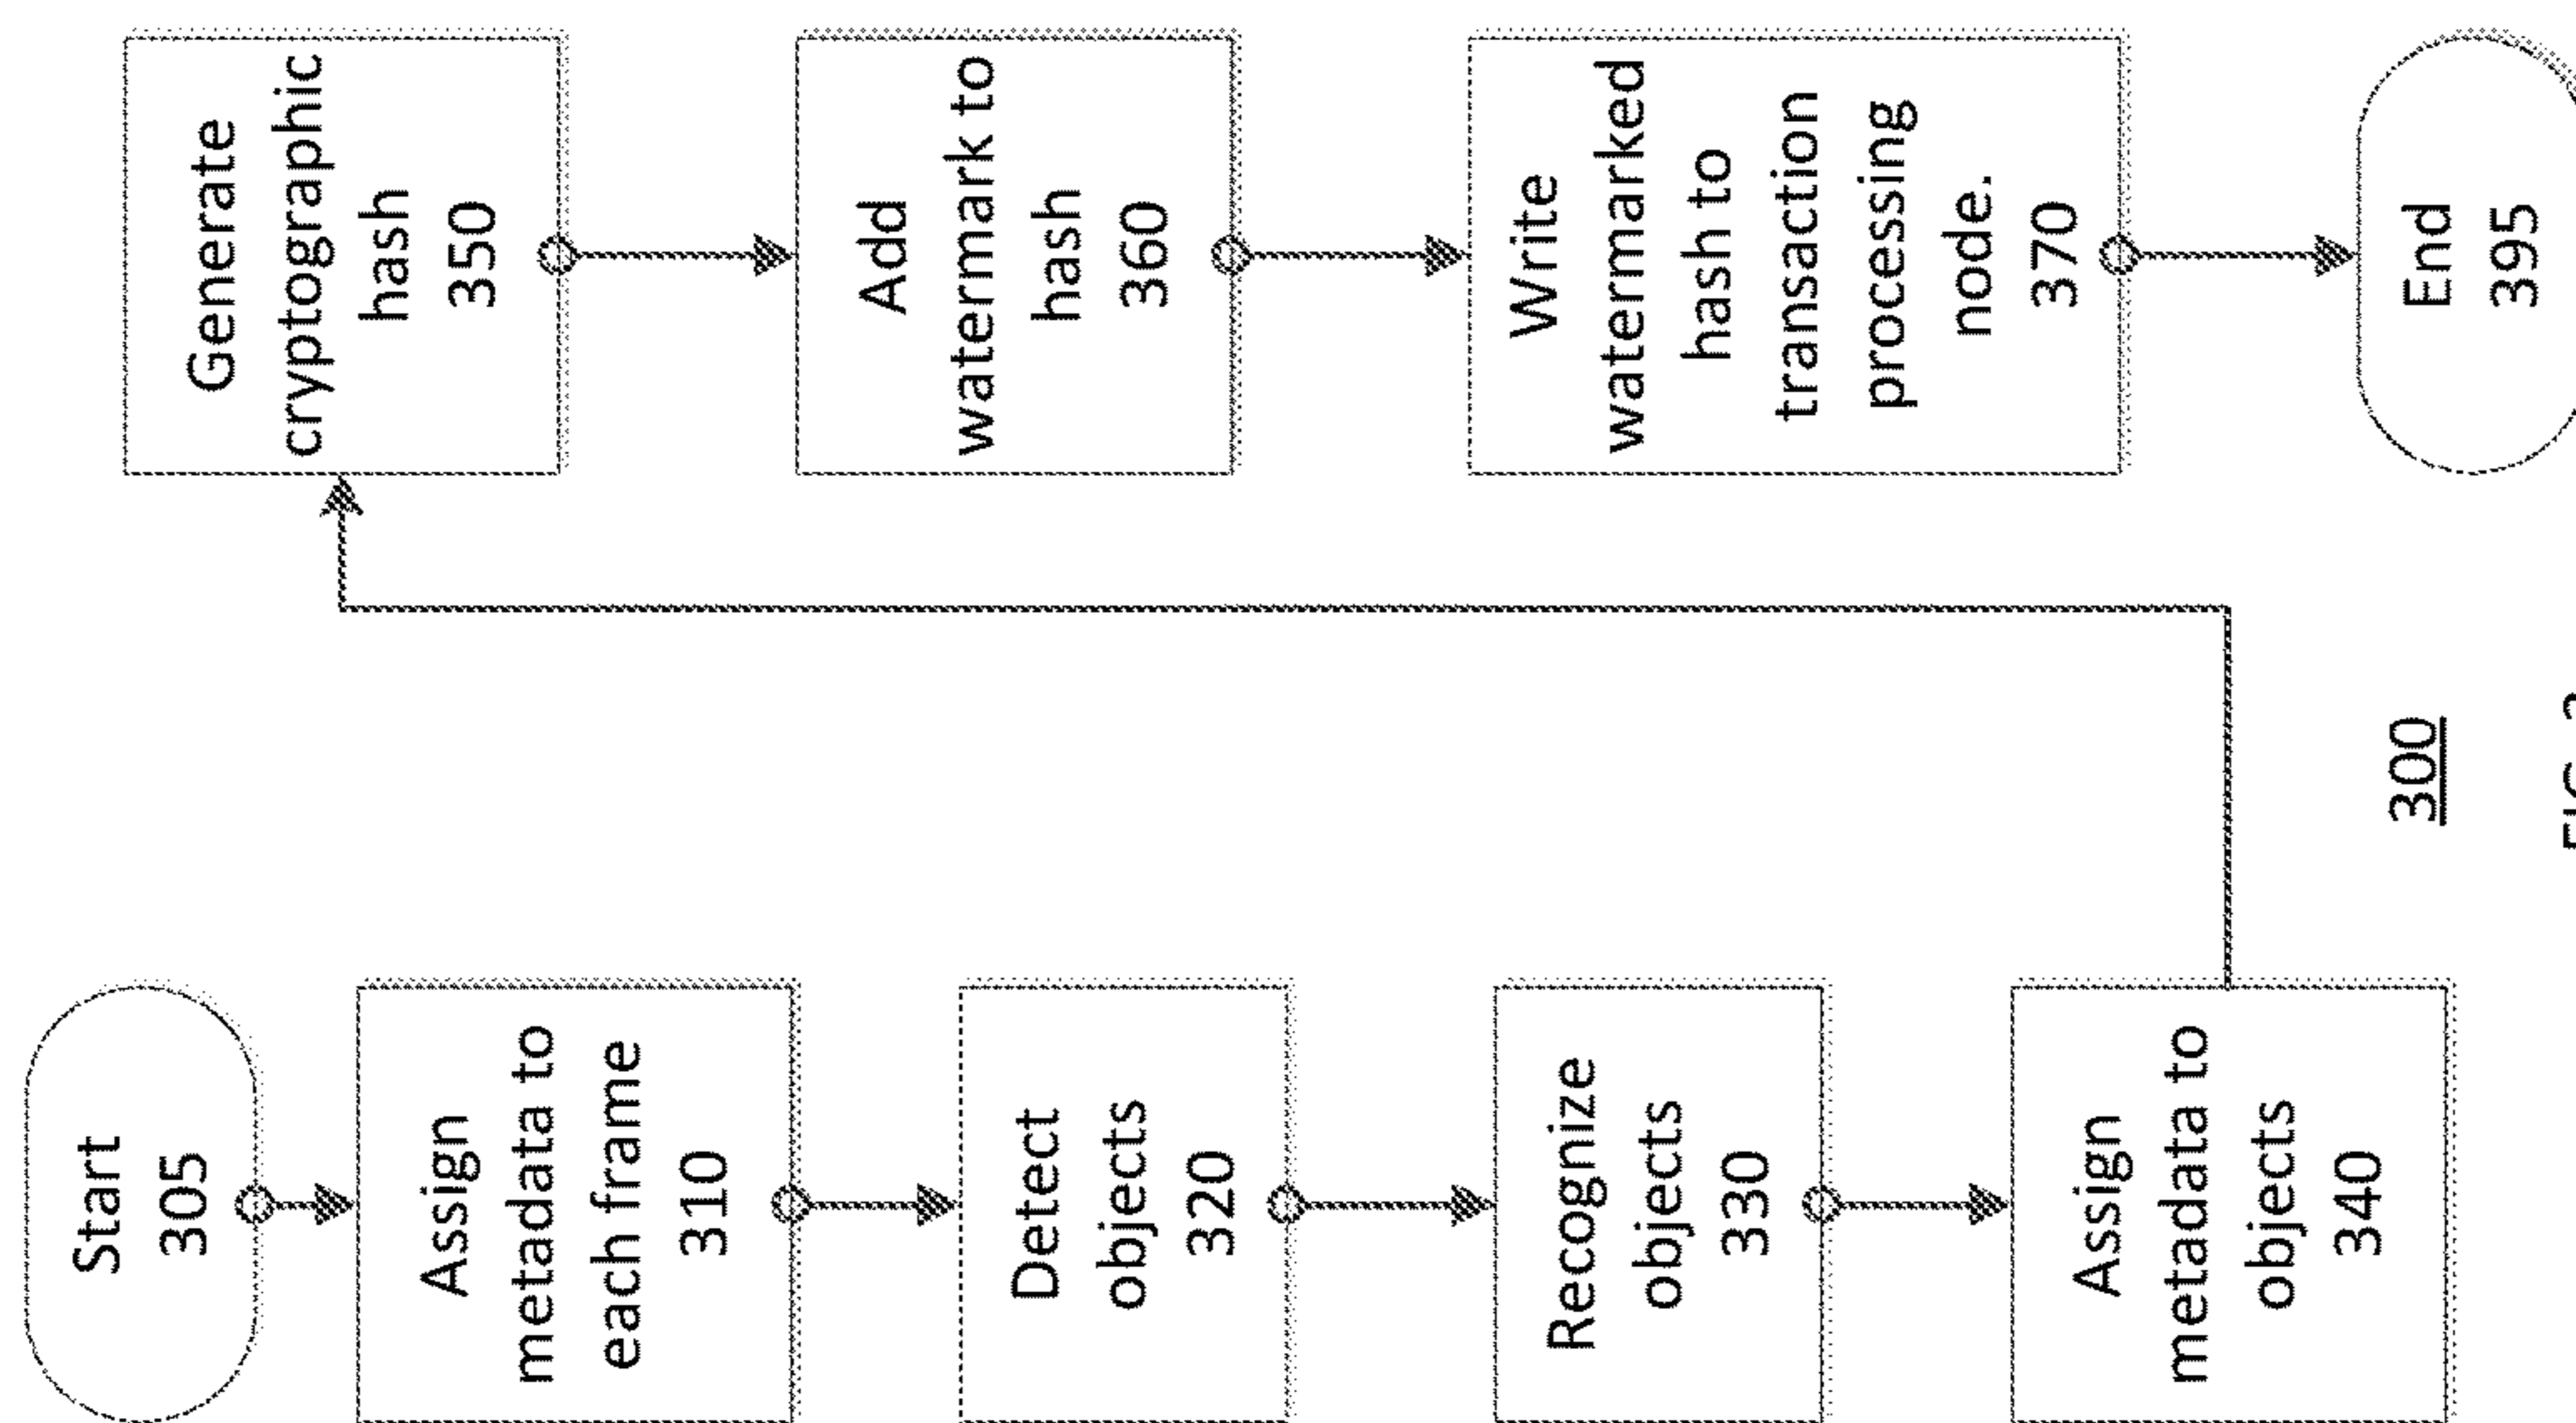 Start
305
Assign
metadata to
each frame
310
Detect
objects
320
Recognize
objects
330
Assign
metadata to
objects
340
Generate
cryptographic
hash
350
Add
watermark to
hash
360
Write
watermarked
hash to
transaction
processing
node.
370
End
395
300